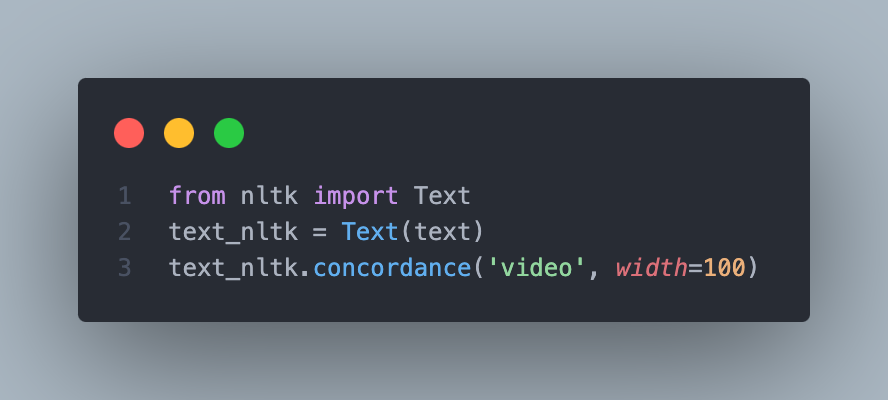 1 from nltk import Text
2 text_nltk = Text(text)
3 text_nltk.concordance('video', width=100)